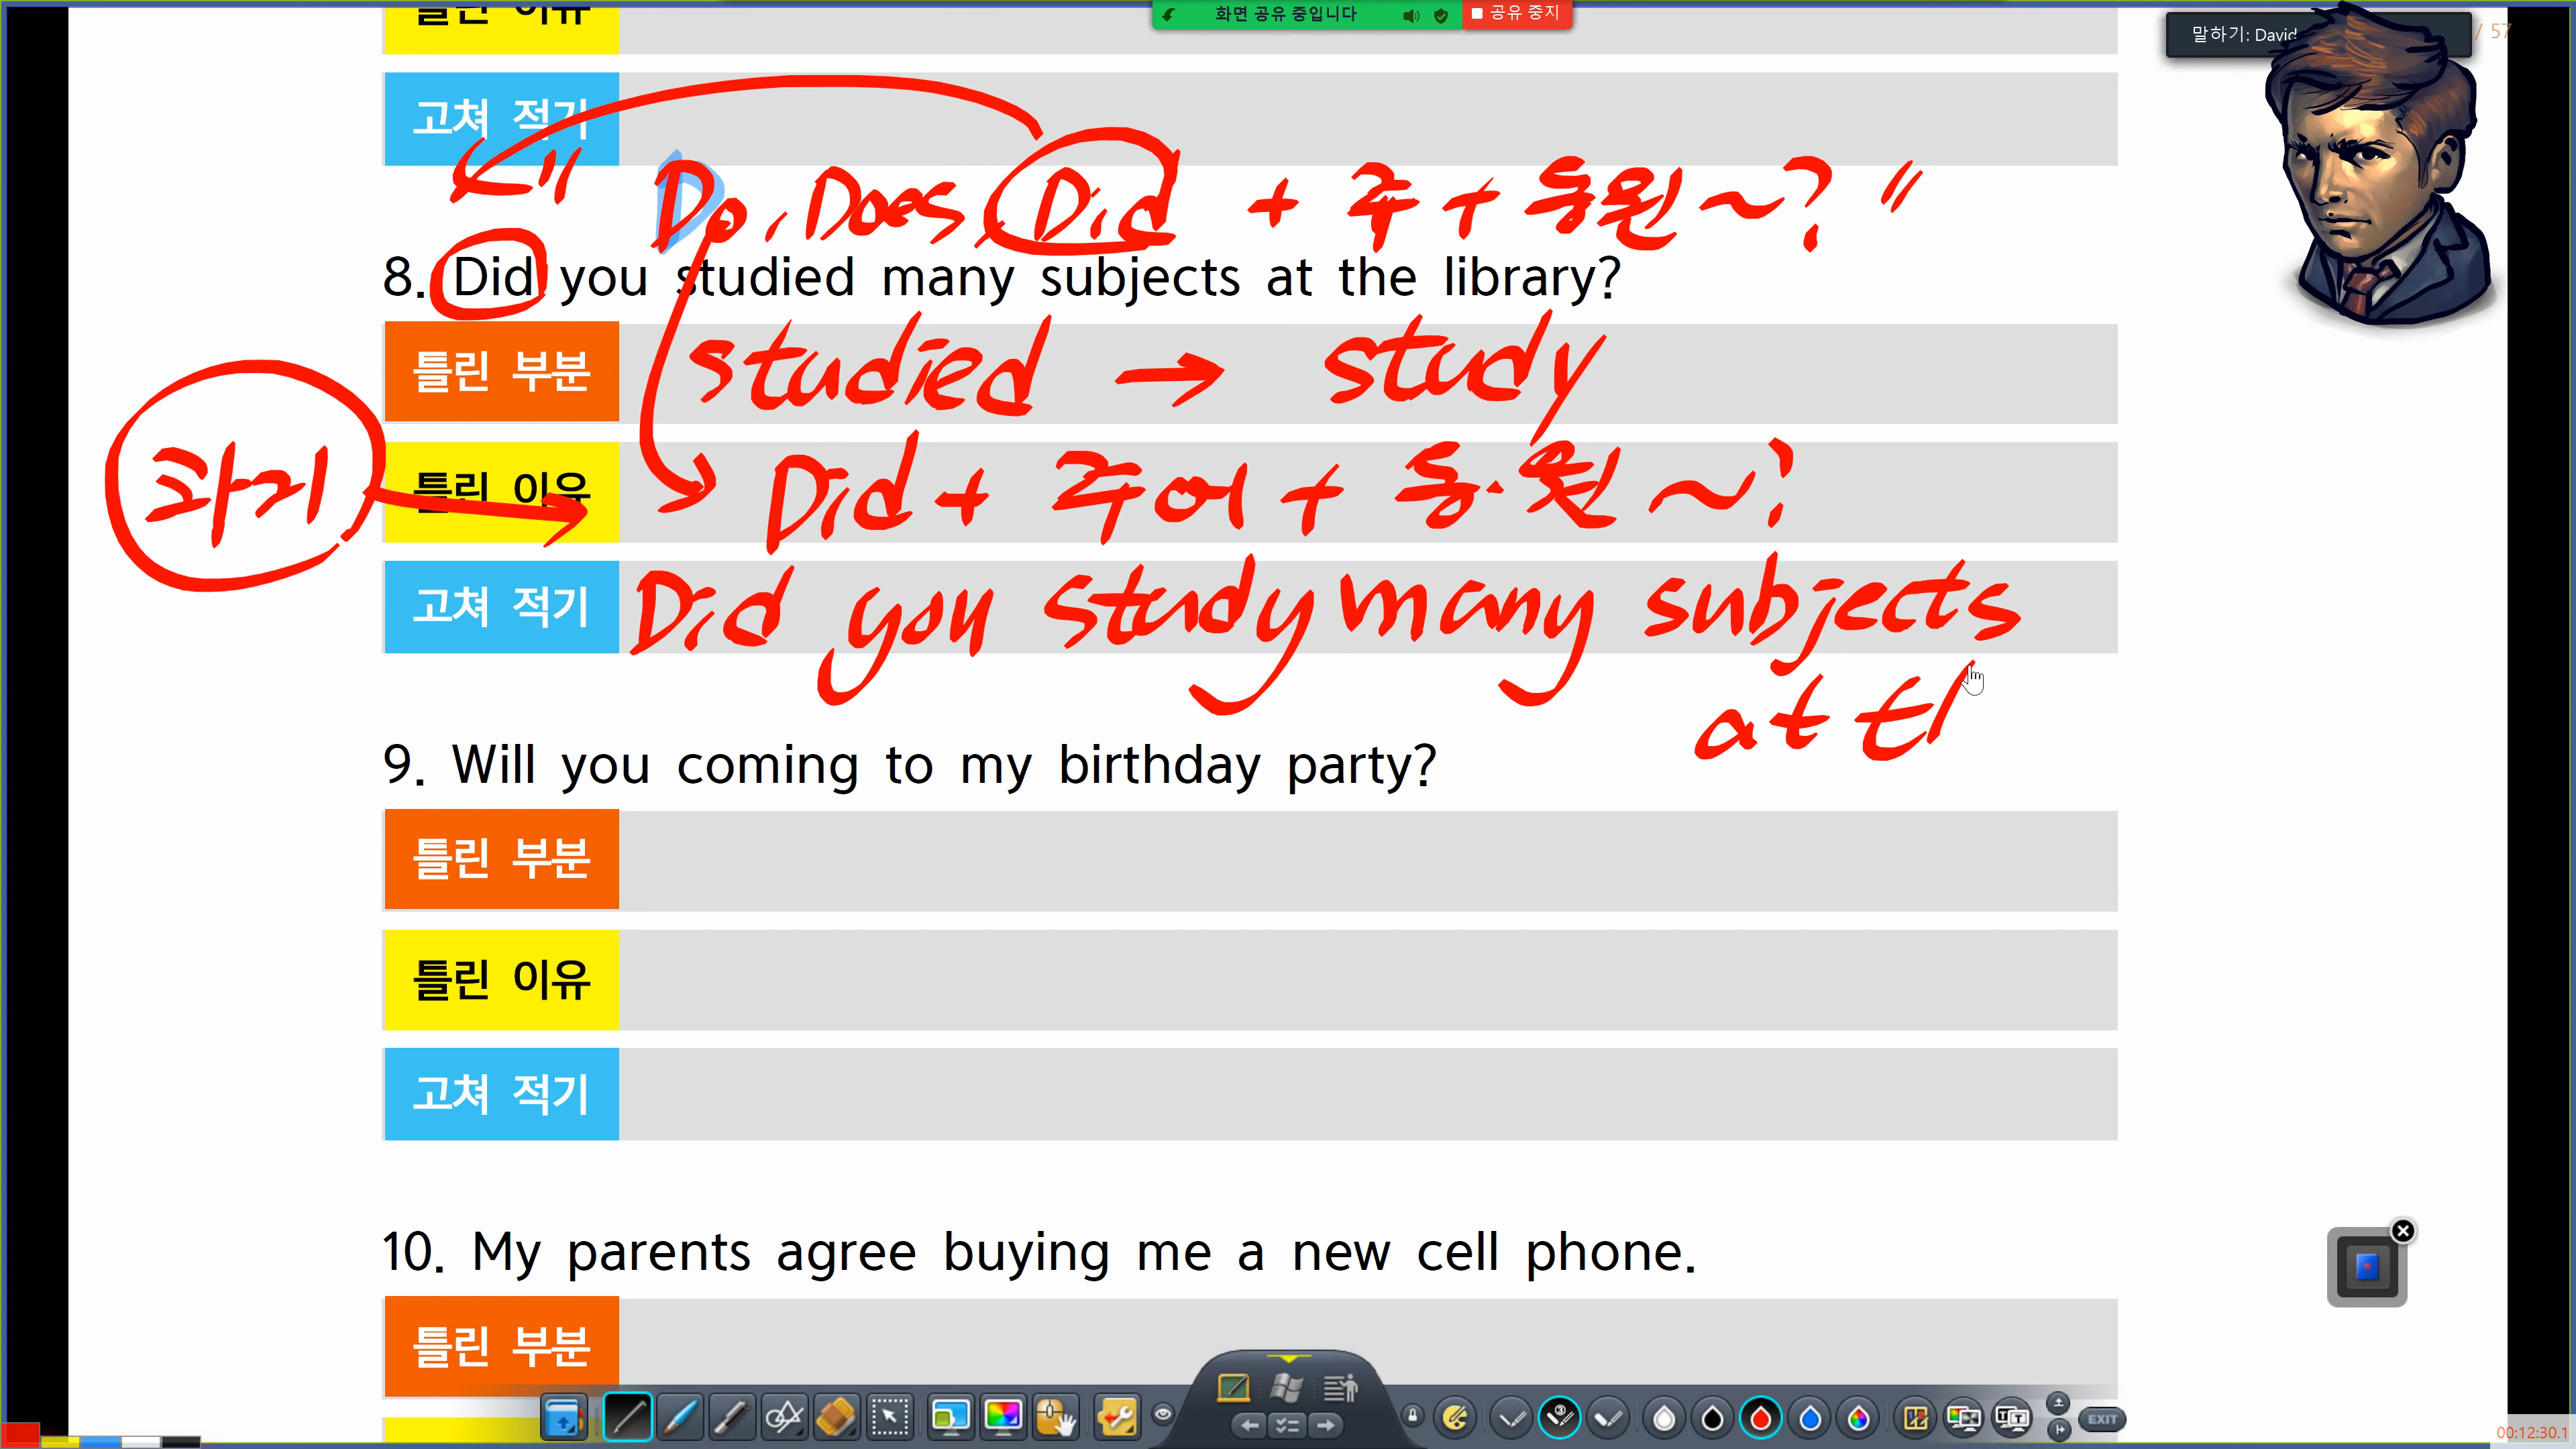 틀린 이유
화면 공유 중입니다 공유 중지
말하기: David
/ 57
고쳐 적기
" Do, Does, Did + 주 + 동원 ~? "
8. Did you studied many subjects at the library?
틀린 부분 studied → study
과거
틀린 이유 Did + 주어 + 동.원 ~?
고쳐 적기 Did you study many subjects
at t
9. Will you coming to my birthday party?
틀린 부분
틀린 이유
고쳐 적기
10. My parents agree buying me a new cell phone.
틀린 부분
EXIT
00:12:30.1